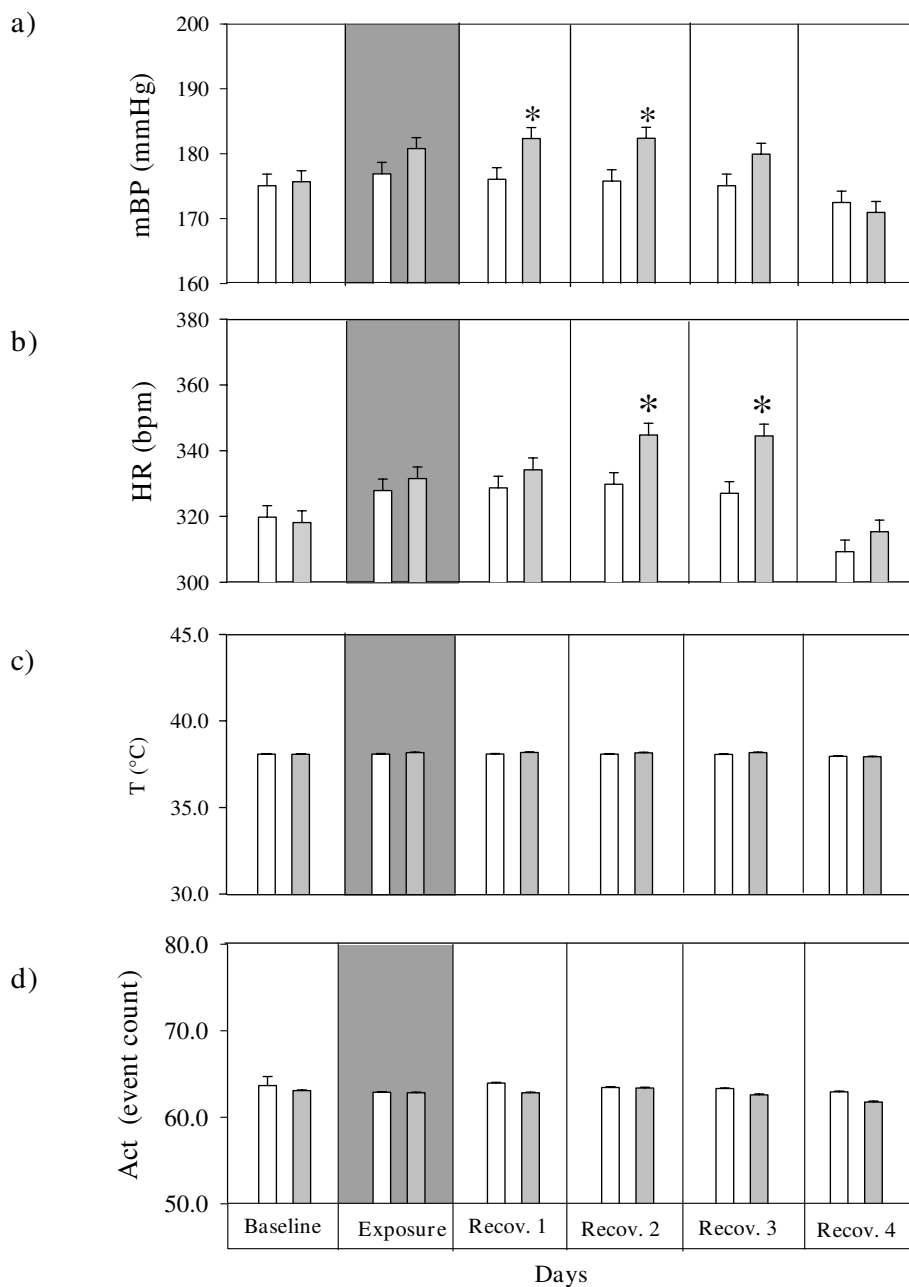 a)
mBP (mmHg)
200
190
180
170
160
*
*
b)
HR (bpm)
380
360
340
320
300
*
*
c)
T (°C)
45.0
40.0
35.0
30.0
d)
Act (event count)
80.0
70.0
60.0
50.0
Baseline
Exposure
Recov. 1
Recov. 2
Recov. 3
Recov. 4
Days